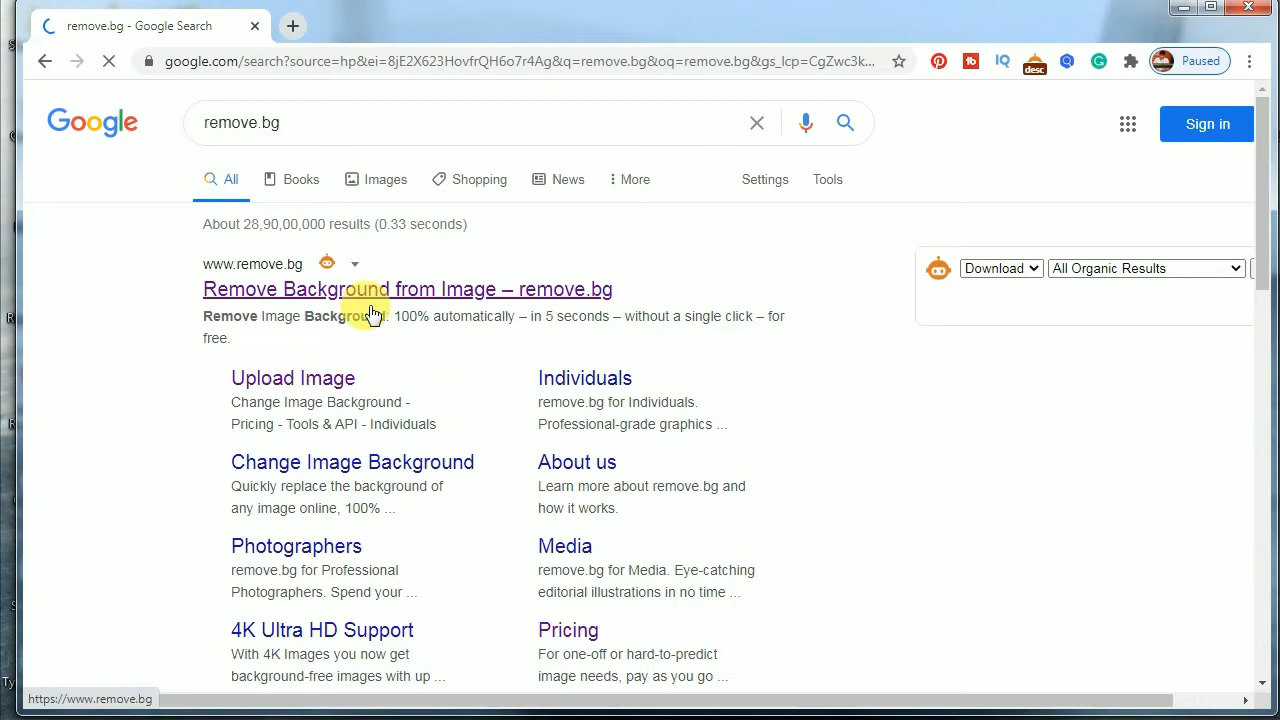 remove.bg - Google Search
google.com/search?source=hp&ei=8jE2X623HoWrQH6o7r4Ag&q=remove.bg&oq=remove.bg&gs_lcp=CgZwc3k...
Paused
desc
Google
remove.bg
Sign in
All Books Images Shopping News More Settings Tools
About 28,90,00,000 results (0.33 seconds)
www.remove.bg
Remove Background from Image – remove.bg
Remove Image Background: 100% automatically – in 5 seconds – without a single click – for
free.
Download All Organic Results
Upload Image
Change Image Background -
Pricing - Tools & API - Individuals
Individuals
remove.bg for Individuals.
Professional-grade graphics ...
Change Image Background
Quickly replace the background of
any image online, 100% ...
About us
Learn more about remove.bg and
how it works.
Photographers
remove.bg for Professional
Photographers. Spend your ...
Media
remove.bg for Media. Eye-catching
editorial illustrations in no time ...
4K Ultra HD Support
With 4K Images you now get
background-free images with up ...
Pricing
For one-off or hard-to-predict
image needs, pay as you go ...
https://www.remove.bg